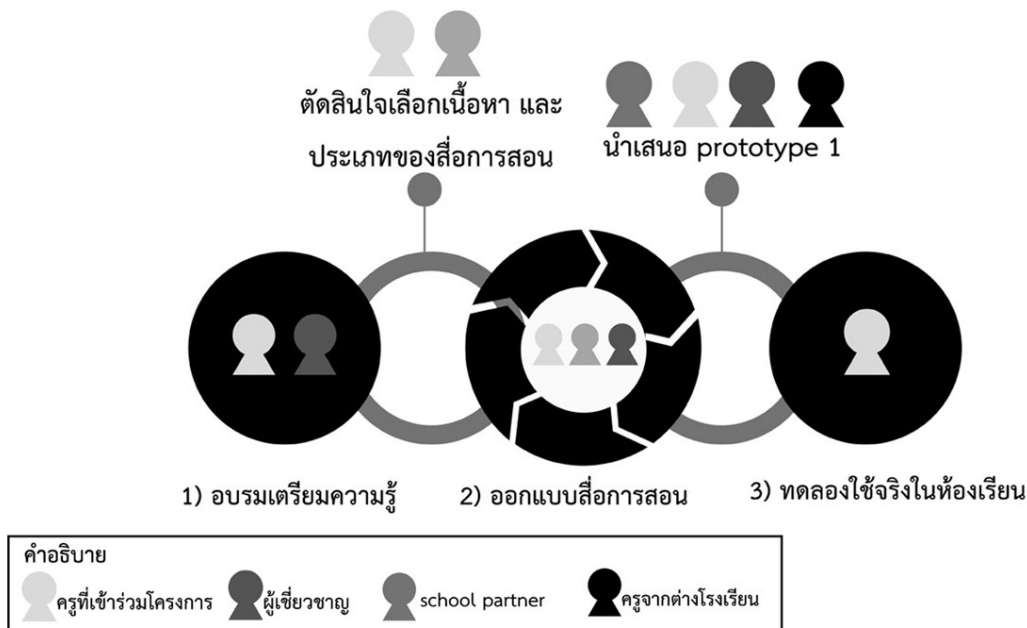 ตัดสินใจเลือกเนื้อหา และ
ประเภทของสื่อการสอน
นำเสนอ prototype 1
1) อบรมเตรียมความรู้
2) ออกแบบสื่อการสอน
3) ทดลองใช้จริงในห้องเรียน
คำอธิบาย
ครูที่เข้าร่วมโครงการ
ผู้เชี่ยวชาญ
school partner
ครูจากต่างโรงเรียน